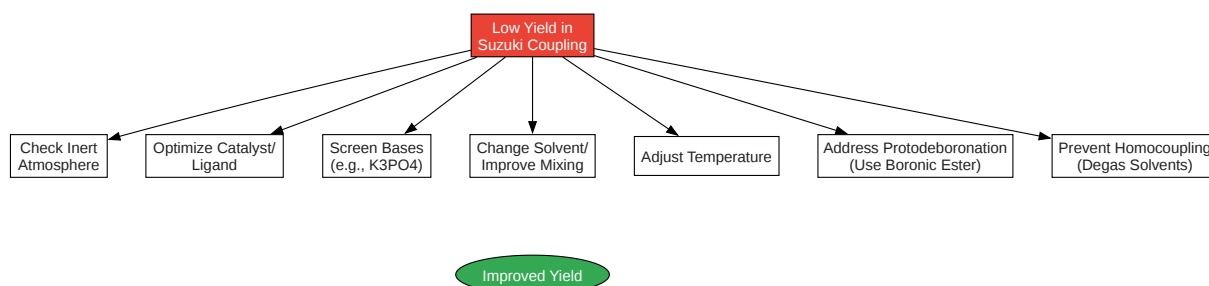 Low Yield in
Suzuki Coupling
Check Inert
Atmosphere
Optimize Catalyst/
Ligand
Screen Bases
(e.g., K3PO4)
Change Solvent/
Improve Mixing
Adjust Temperature
Address Protodeboronation
(Use Boronic Ester)
Prevent Homocoupling
(Degas Solvents)
Improved Yield